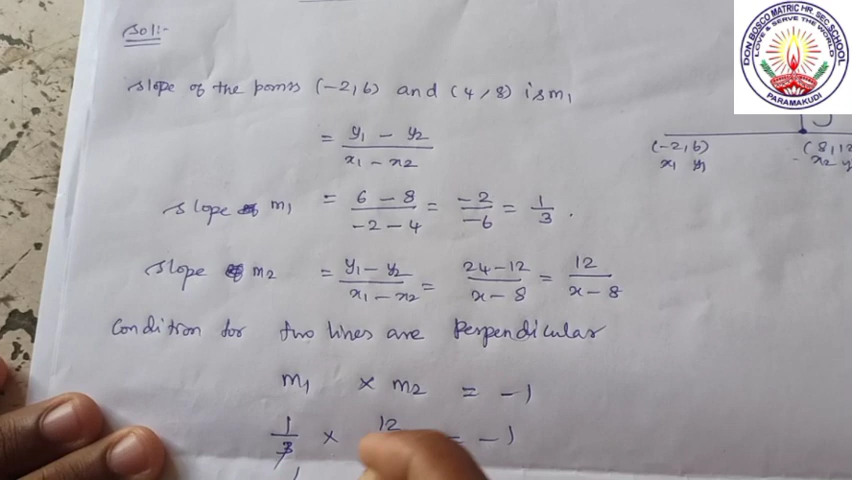 DON BOSCO MATRIC HR. SEC SCHOOL
LOVE & SERVE THE WORLD
PARAMAKUDI
Sol:-
Slope of the points (-2,6) and (4,8) is m1
= y1 - y2 / x1 - x2
(-2,6) (8,12
x1 y1 x2 y
Slope of m1 = 6 - 8 / -2 - 4 = -2 / -6 = 1/3.
Slope of m2 = y1 - y2 / x1 - x2 = 24-12 / x-8 = 12 / x-8
Condition for two lines are Perpendicular
m1 × m2 = -1
1/3 × 12 = -1
1